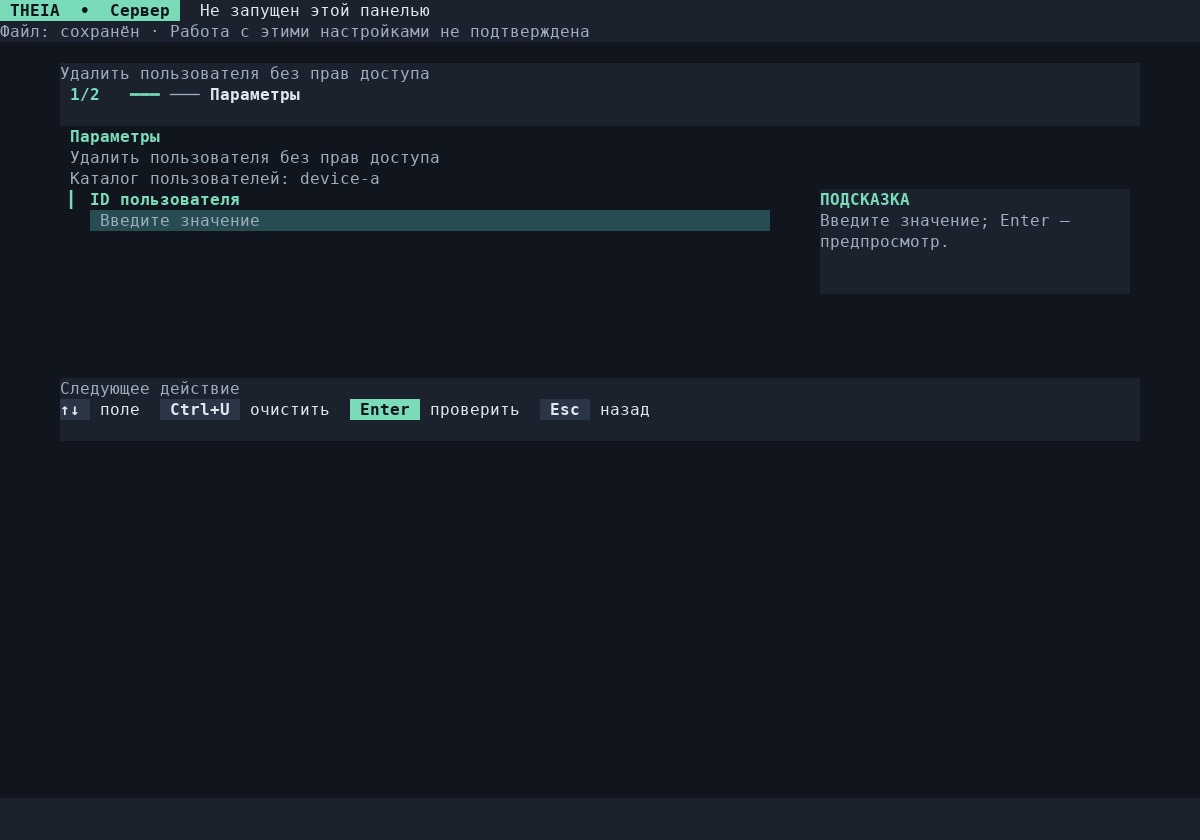 THEIA • Сервер Не запущен этой панелью
Файл: сохранён · Работа с этими настройками не подтверждена
Удалить пользователя без прав доступа
1/2 ━━━ ─── Параметры
Параметры
Удалить пользователя без прав доступа
Каталог пользователей: device-a
ID пользователя
Введите значение
ПОДСКАЗКА
Введите значение; Enter —
предпросмотр.
Следующее действие
↑↓ поле Ctrl+U очистить Enter проверить Esc назад